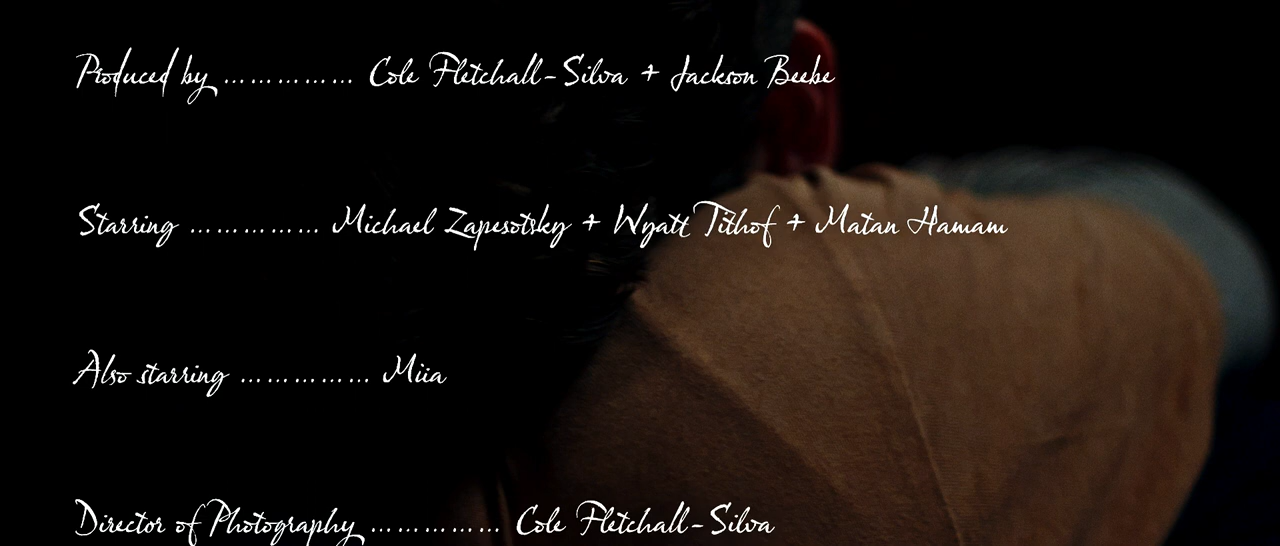 Produced by ............... Cole Fletchall-Silva + Jackson Beebe
Starring ............... Michael Zapesotsky + Wyatt Tithof + Matan Hamam
Also starring ............... Miia
Director of Photography ............... Cole Fletchall-Silva